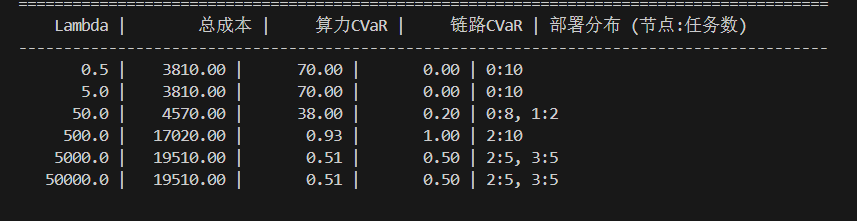 Lambda | 总成本 | 算力CVaR | 链路CVaR | 部署分布 (节点:任务数)
0.5 | 3810.00 | 70.00 | 0.00 | 0:10
5.0 | 3810.00 | 70.00 | 0.00 | 0:10
50.0 | 4570.00 | 38.00 | 0.20 | 0:8, 1:2
500.0 | 17020.00 | 0.93 | 1.00 | 2:10
5000.0 | 19510.00 | 0.51 | 0.50 | 2:5, 3:5
50000.0 | 19510.00 | 0.51 | 0.50 | 2:5, 3:5